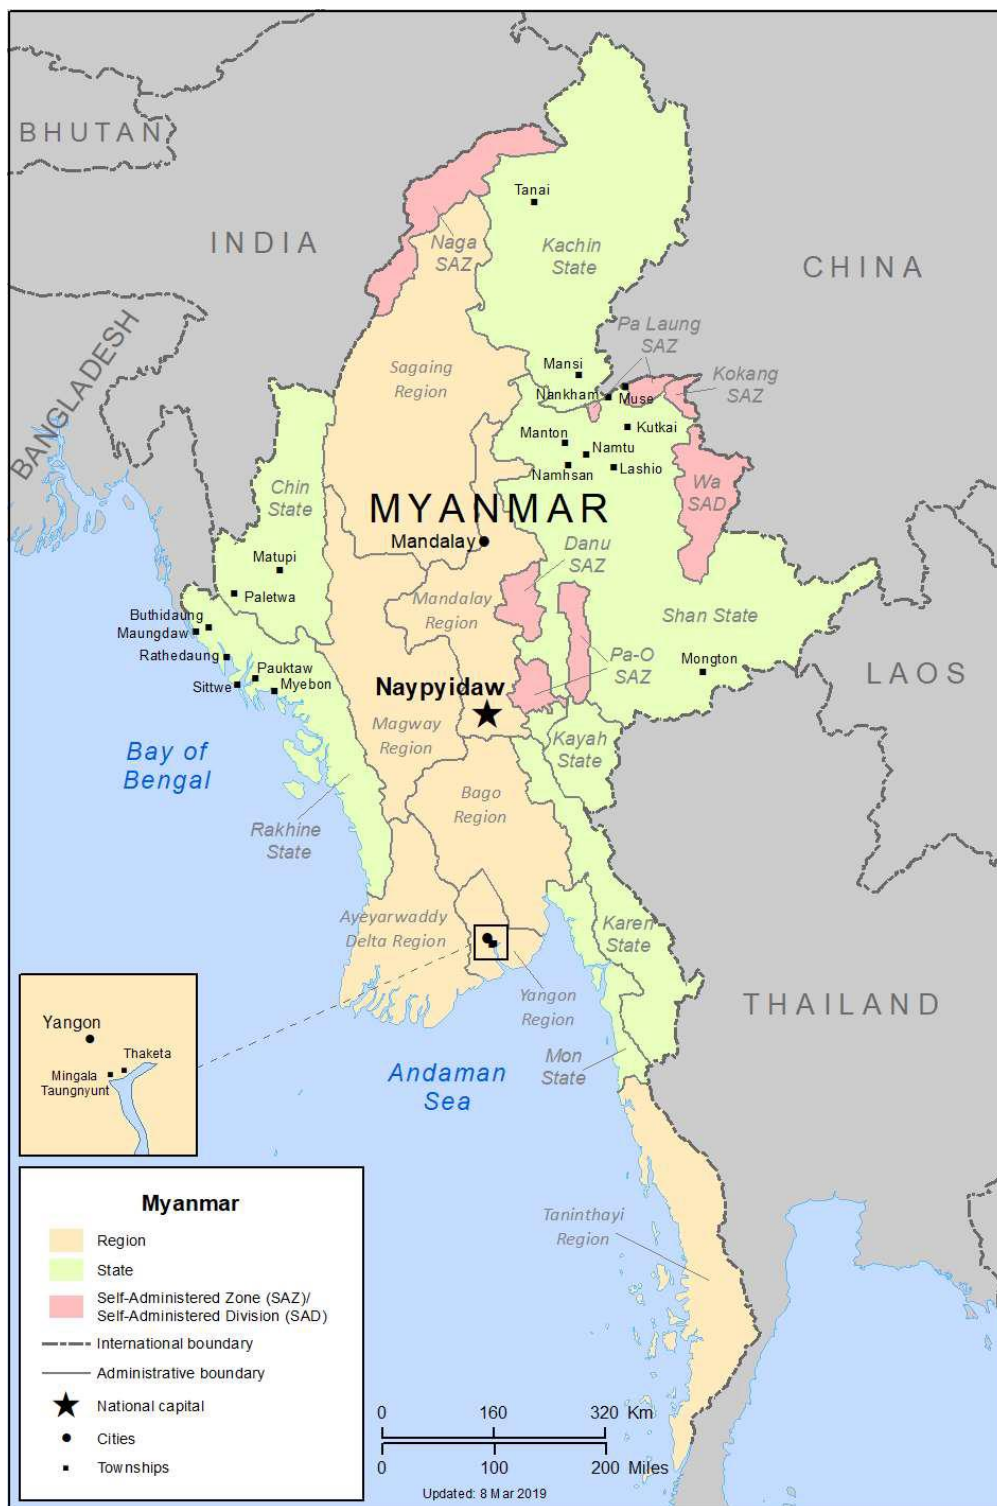 BHUTAN
INDIA
CHINA
BANGLADESH
Tanai
Naga
SAZ
Kachin
State
Pa Laung
SAZ
Kokang
SAZ
Sagaing
Region
Mansi
Nankham
Muse
Kutkai
Manton
Namtu
Namhsan
Lashio
Wa
SAD
Chin
State
MYANMAR
Mandalay
Danu
SAZ
Matupi
Paletwa
Mandalay
Region
Shan State
Buthidaung
Maungdaw
Rathedaung
Pauktaw
Sittwe
Myebon
Pa-O
SAZ
Mongton
LAOS
Naypyidaw
Magway
Region
Kayah
State
Bay of
Bengal
Bago
Region
Rakhine
State
Ayeyarwaddy
Delta Region
Karen
State
Yangon
Region
THAILAND
Mon
State
Andaman
Sea
Yangon
Thaketa
Mingala
Taungnyunt
Taninthayi
Region
Myanmar
Region
State
Self-Administered Zone (SAZ)/
Self-Administered Division (SAD)
International boundary
Administrative boundary
National capital
Cities
Townships
0 160 320 Km
0 100 200 Miles
Updated: 8 Mar 2019